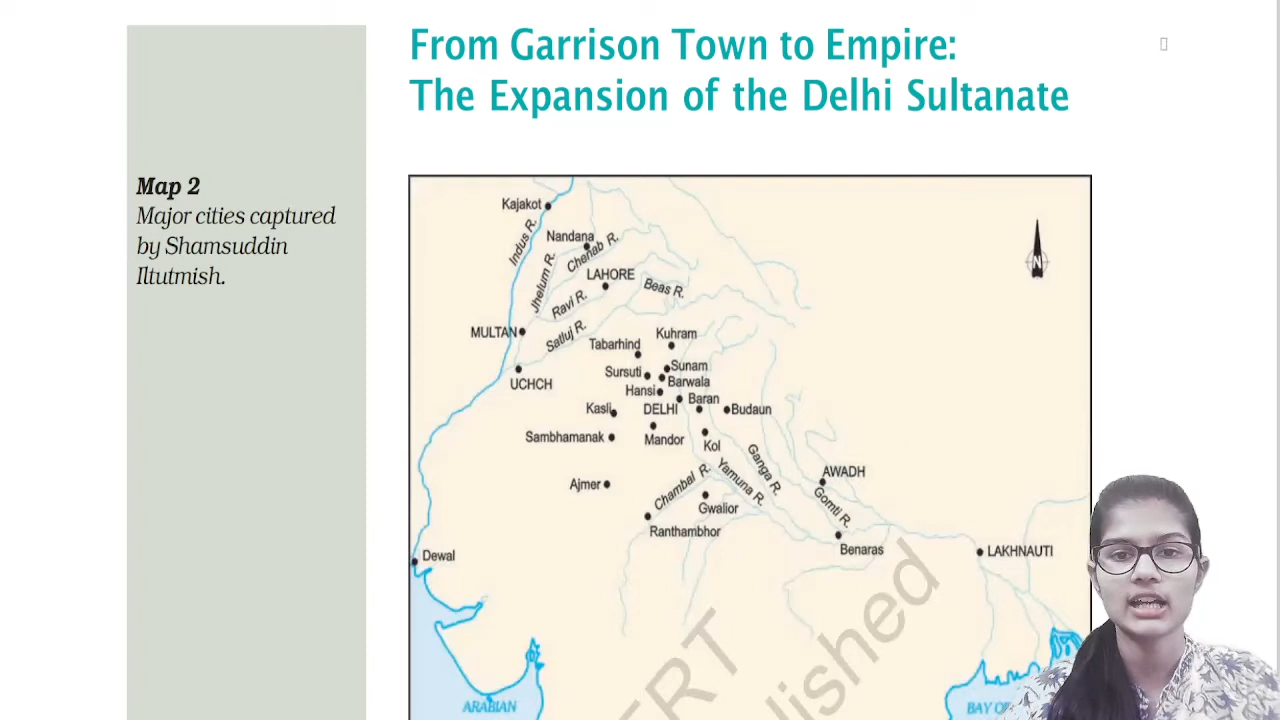 From Garrison Town to Empire:
The Expansion of the Delhi Sultanate
Map 2
Major cities captured
by Shamsuddin
Iltutmish.
Kajakot
Indus R.
Nandana
Chenab R.
Jhelum R.
LAHORE
Beas R.
Ravi R.
MULTAN
Satluj R.
Kuhram
Tabarhind
Sunam
Sursuti
Barwala
UCHCH
Hansi
Baran
Kasli
DELHI
Budaun
Sambhamanak
Mandor
Kol
Ganga R.
Yamuna R.
Chambal R.
AWADH
Ajmer
Gomti R.
Gwalior
Ranthambhor
Benaras
LAKHNAUTI
Dewal
N
ERT
lished
ARABIAN
BAY O